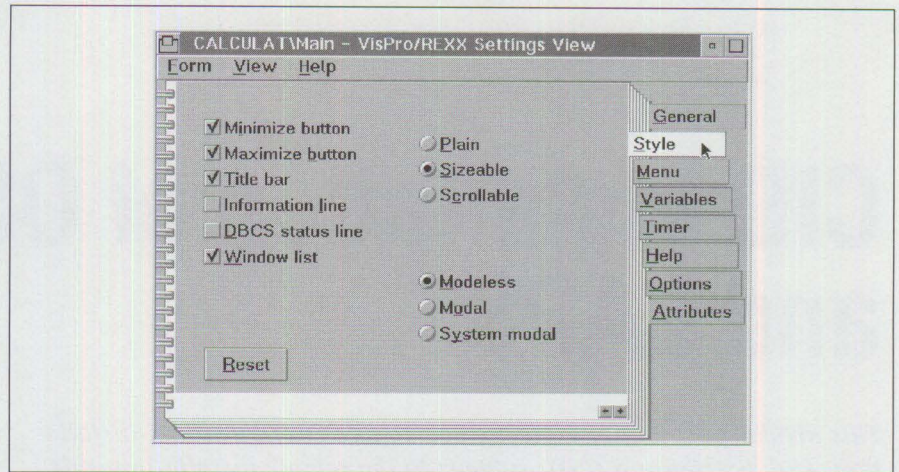 CALCULAT\Main - VisPro/REXX Settings View
Form View Help
Minimize button
Maximize button
Title bar
Information line
DBCS status line
Window list
Plain
Sizeable
Scrollable
Modeless
Modal
System modal
Reset
General
Style
Menu
Variables
Timer
Help
Options
Attributes